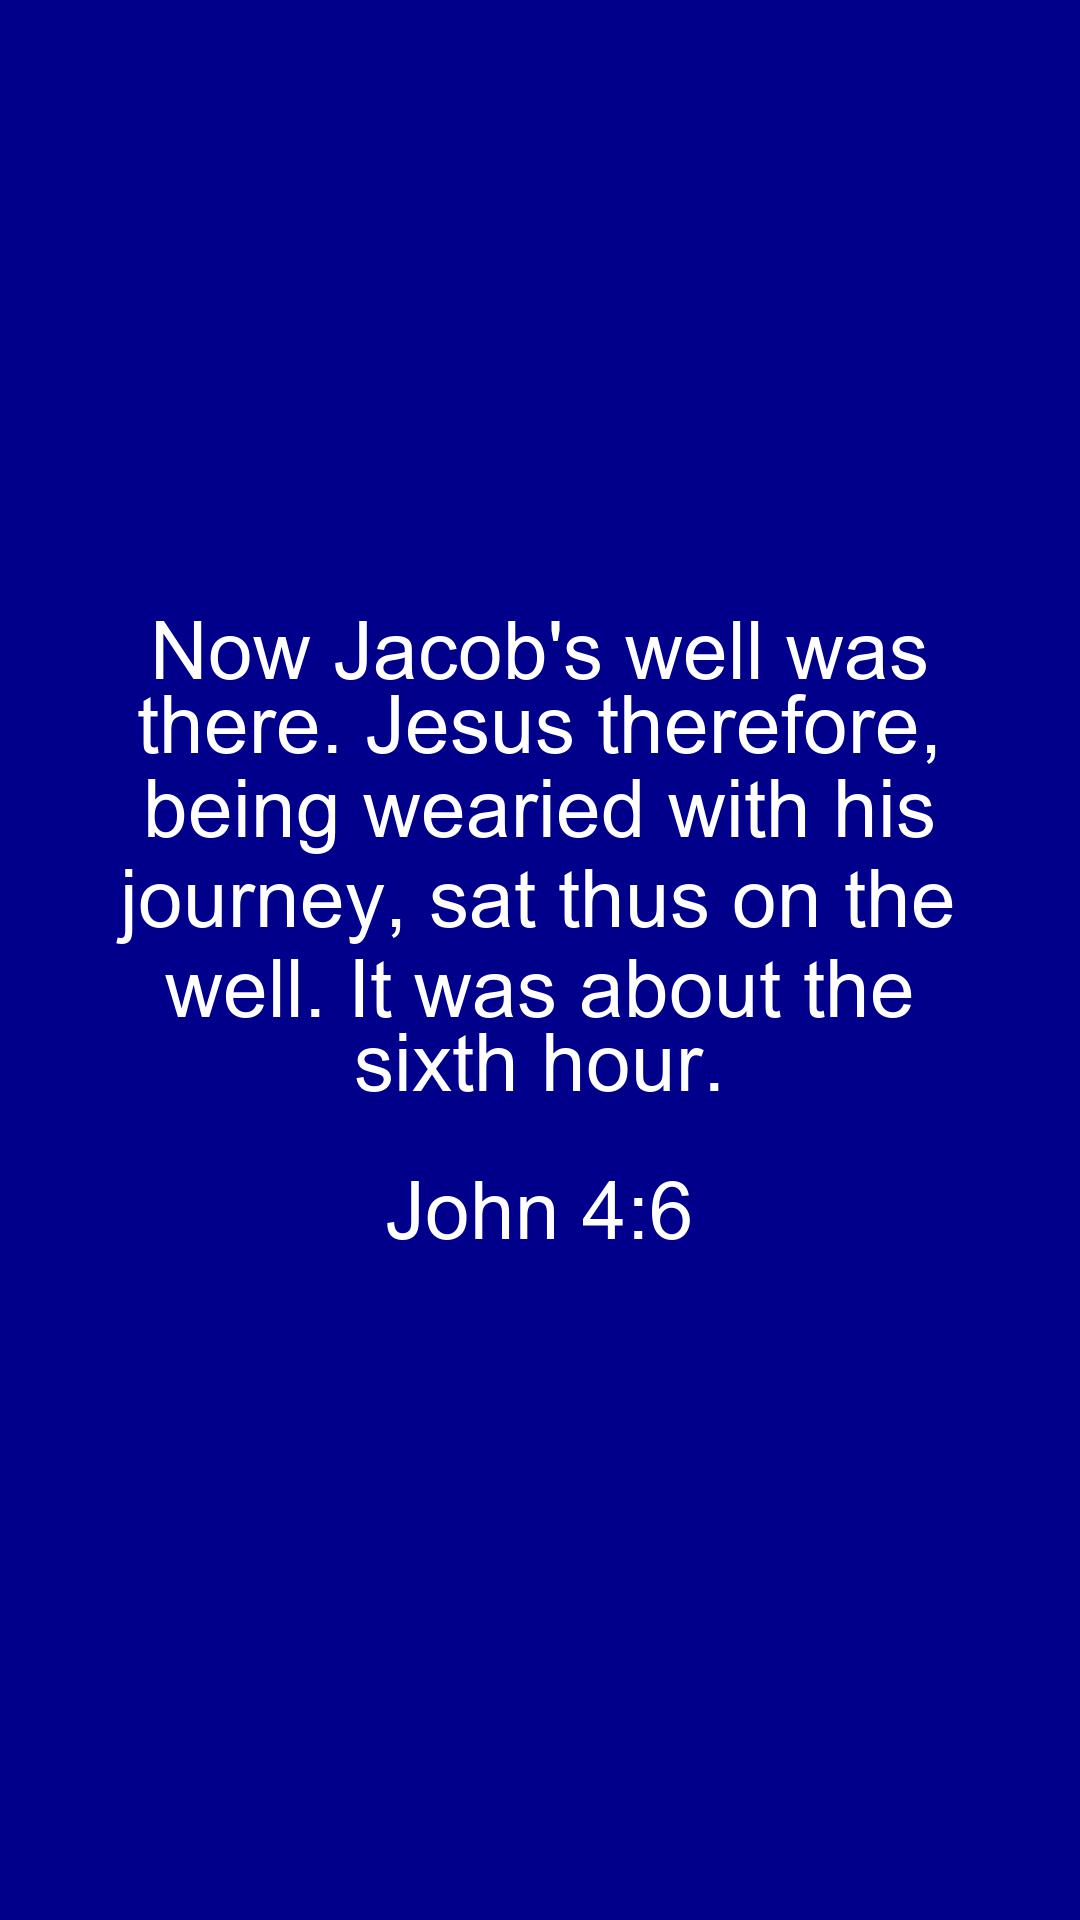 Now Jacob's well was
there. Jesus therefore,
being wearied with his
journey, sat thus on the
well. It was about the
sixth hour.
John 4:6